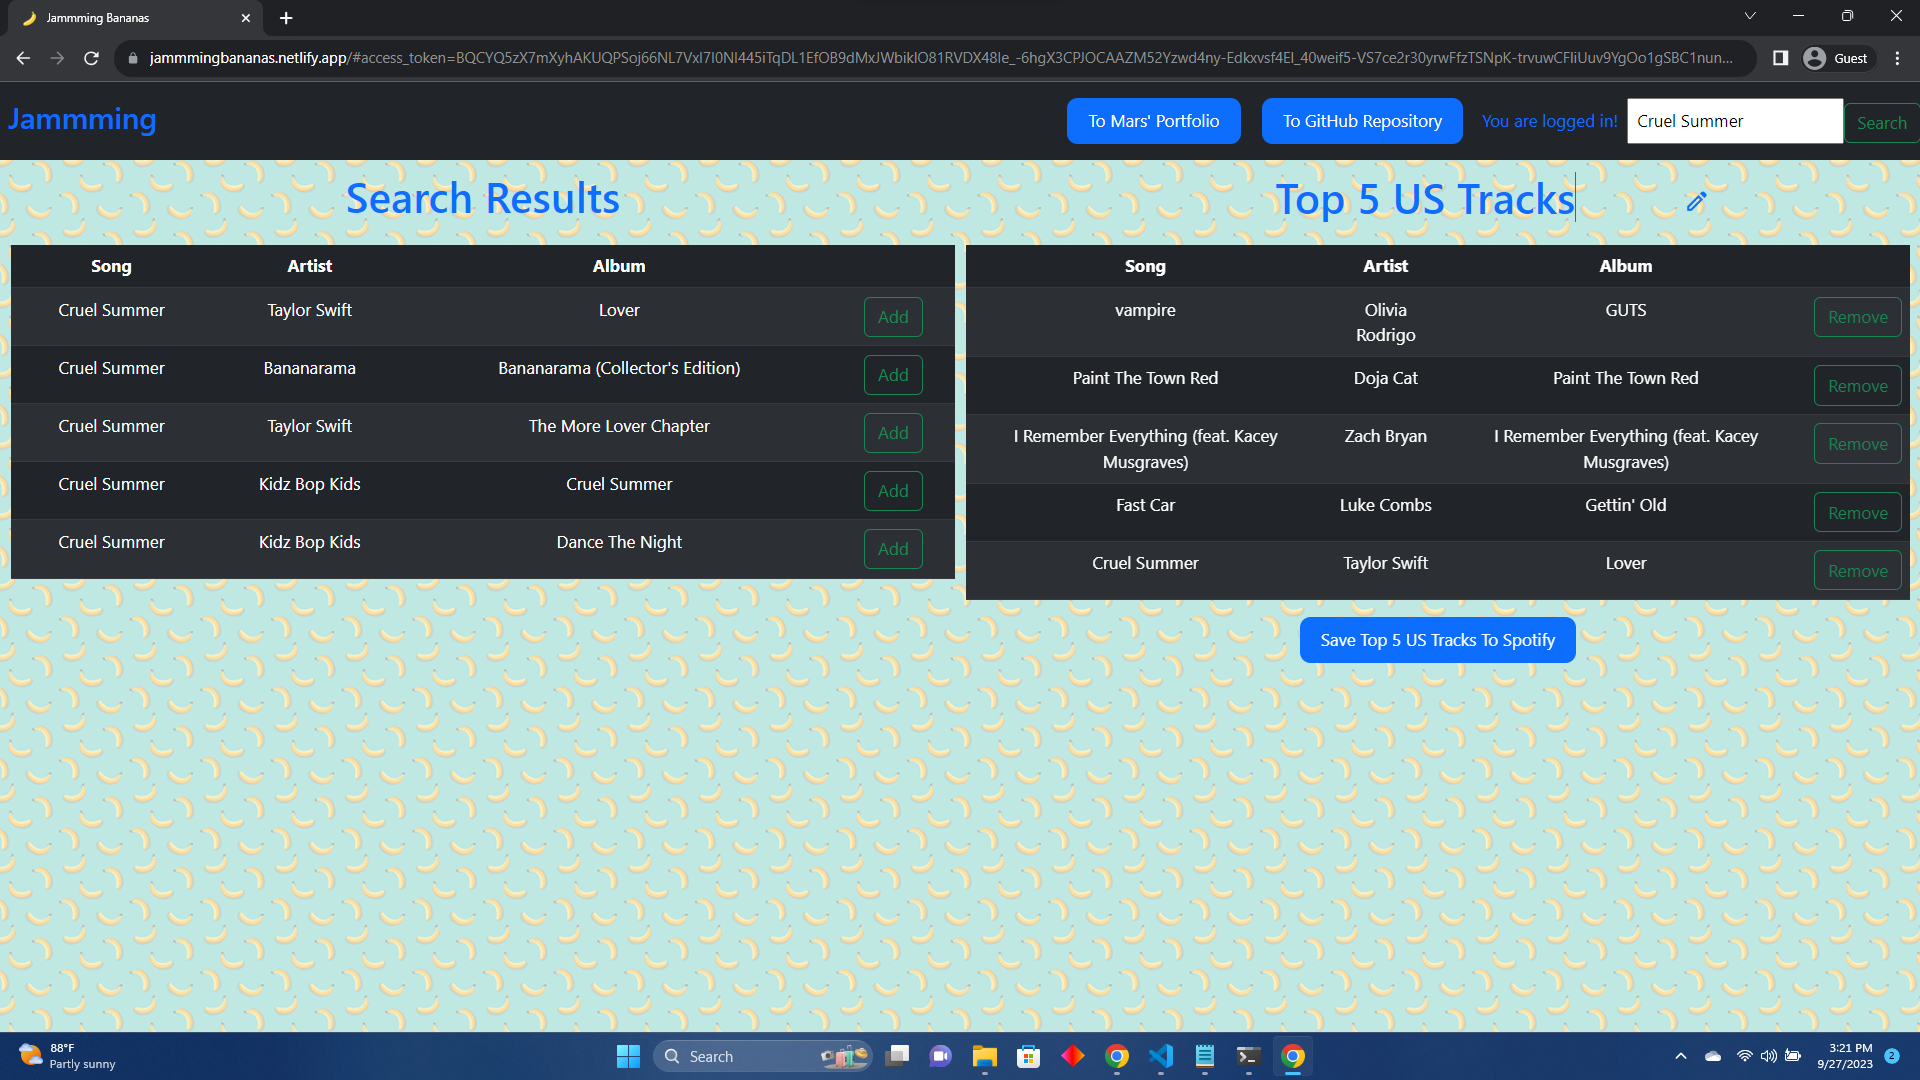 Jammming Bananas
jammmingbananas.netlify.app/#access_token=
Guest
Jammming
To Mars' Portfolio
To GitHub Repository
You are logged in!
Cruel Summer
Search
Search Results
Song Artist Album
Cruel Summer Taylor Swift Lover Add
Cruel Summer Bananarama Bananarama (Collector's Edition) Add
Cruel Summer Taylor Swift The More Lover Chapter Add
Cruel Summer Kidz Bop Kids Cruel Summer Add
Cruel Summer Kidz Bop Kids Dance The Night Add
Top 5 US Tracks
Song Artist Album
vampire Olivia GUTS Remove
Rodrigo
Paint The Town Red Doja Cat Paint The Town Red Remove
I Remember Everything (feat. Kacey Zach Bryan I Remember Everything (feat. Kacey Remove
Musgraves) Musgraves)
Fast Car Luke Combs Gettin' Old Remove
Cruel Summer Taylor Swift Lover Remove
Save Top 5 US Tracks To Spotify
88°F
Partly sunny
Search
3:21 PM
9/27/2023
2